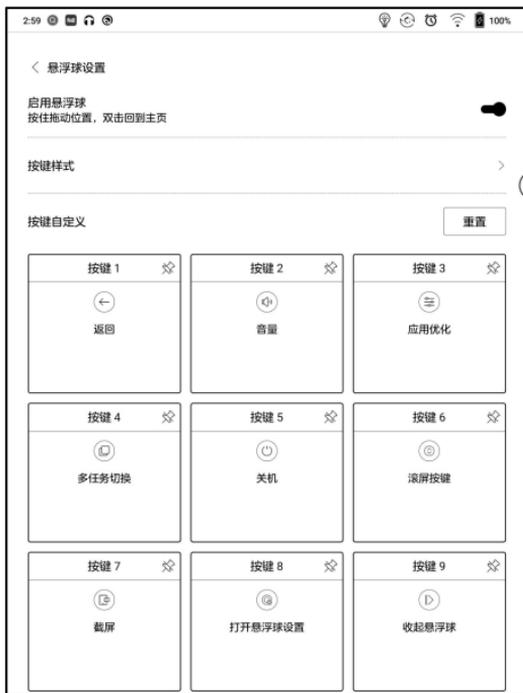 2:59
100%
悬浮球设置
启用悬浮球
按住拖动位置，双击回到主页
按键样式
按键自定义
重置
按键 1
按键 2
按键 3
返回
音量
应用优化
按键 4
按键 5
按键 6
多任务切换
关机
滚屏按键
按键 7
按键 8
按键 9
截屏
打开悬浮球设置
收起悬浮球